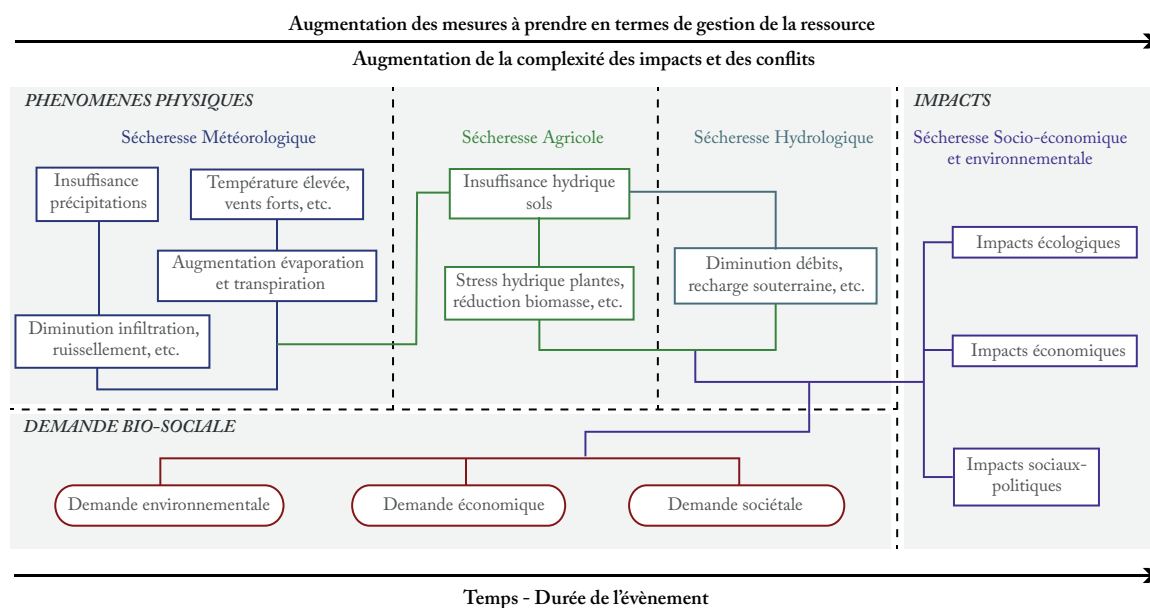 Augmentation des mesures à prendre en termes de gestion de la ressource
Augmentation de la complexité des impacts et des conflits
PHENOMENES PHYSIQUES
Sécheresse Météorologique
Insuffisance
précipitations
Température élevée,
vents forts, etc.
Augmentation évaporation
et transpiration
Diminution infiltration,
ruissellement, etc.
Sécheresse Agricole
Insuffisance hydrique
sols
Stress hydrique plantes,
réduction biomasse, etc.
Sécheresse Hydrologique
Diminution débits,
recharge souterraine, etc.
IMPACTS
Sécheresse Socio-économique
et environnementale
Impacts écologiques
Impacts économiques
Impacts sociaux-
politiques
DEMANDE BIO-SOCIALE
Demande environnementale
Demande économique
Demande sociétale
Temps - Durée de l'évènement